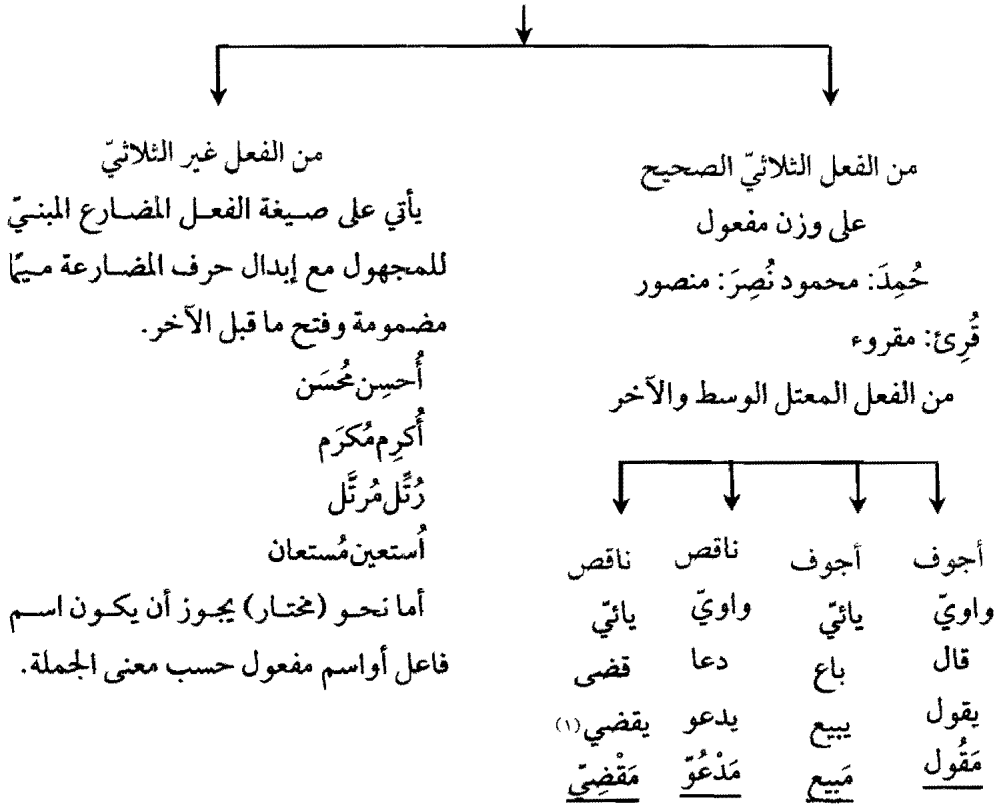 من الفعل الثلاثيّ الصحيح
على وزن مفعول
حُمِدَ: محمود نُصِرَ: منصور
قُرِئ: مقروء
من الفعل المعتل الوسط والآخر
أجوف أجوف ناقص ناقص
واويّ يائيّ واويّ يائيّ
قال باع دعا قضى
يقول يبيع يدعو يقضي(١)
مَقُول مَبيع مَدْعُوّ مَقْضِيّ
من الفعل غير الثلاثيّ
يأتي على صيغة الفعل المضارع المبنيّ
للمجهول مع إبدال حرف المضارعة ميمًا
مضمومة وفتح ما قبل الآخر.
أُحسِن مُحسَن
أُكرِم مُكرَم
رُتِّل مُرتَّل
اُستعين مُستعان
أما نحو (مختار) يجوز أن يكون اسم
فاعل أو اسم مفعول حسب معنى الجملة.